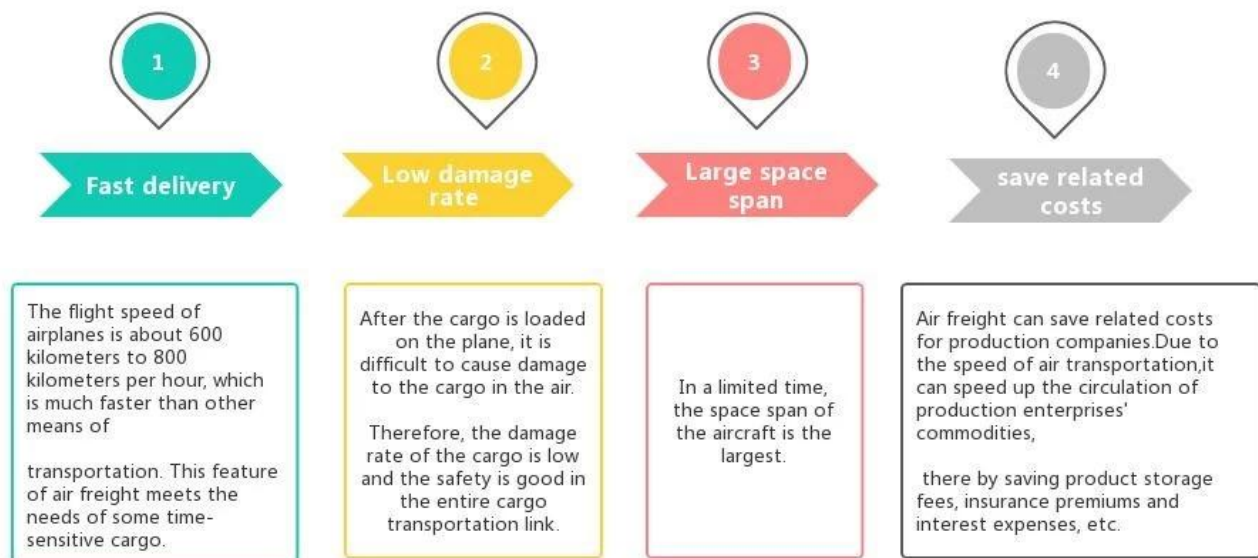 1
2
3
4
Fast delivery
Low damage
rate
Large space
span
save related
costs
The flight speed of
airplanes is about 600
kilometers to 800
kilometers per hour, which
is much faster than other
means of
transportation. This feature
of air freight meets the
needs of some time-
sensitive cargo.
After the cargo is loaded
on the plane, it is
difficult to cause damage
to the cargo in the air.
Therefore, the damage
rate of the cargo is low
and the safety is good in
the entire cargo
transportation link.
In a limited time,
the space span of
the aircraft is the
largest.
Air freight can save related costs
for production companies.Due to
the speed of air transportation,it
can speed up the circulation of
production enterprises'
commodities,
there by saving product storage
fees, insurance premiums and
interest expenses, etc.